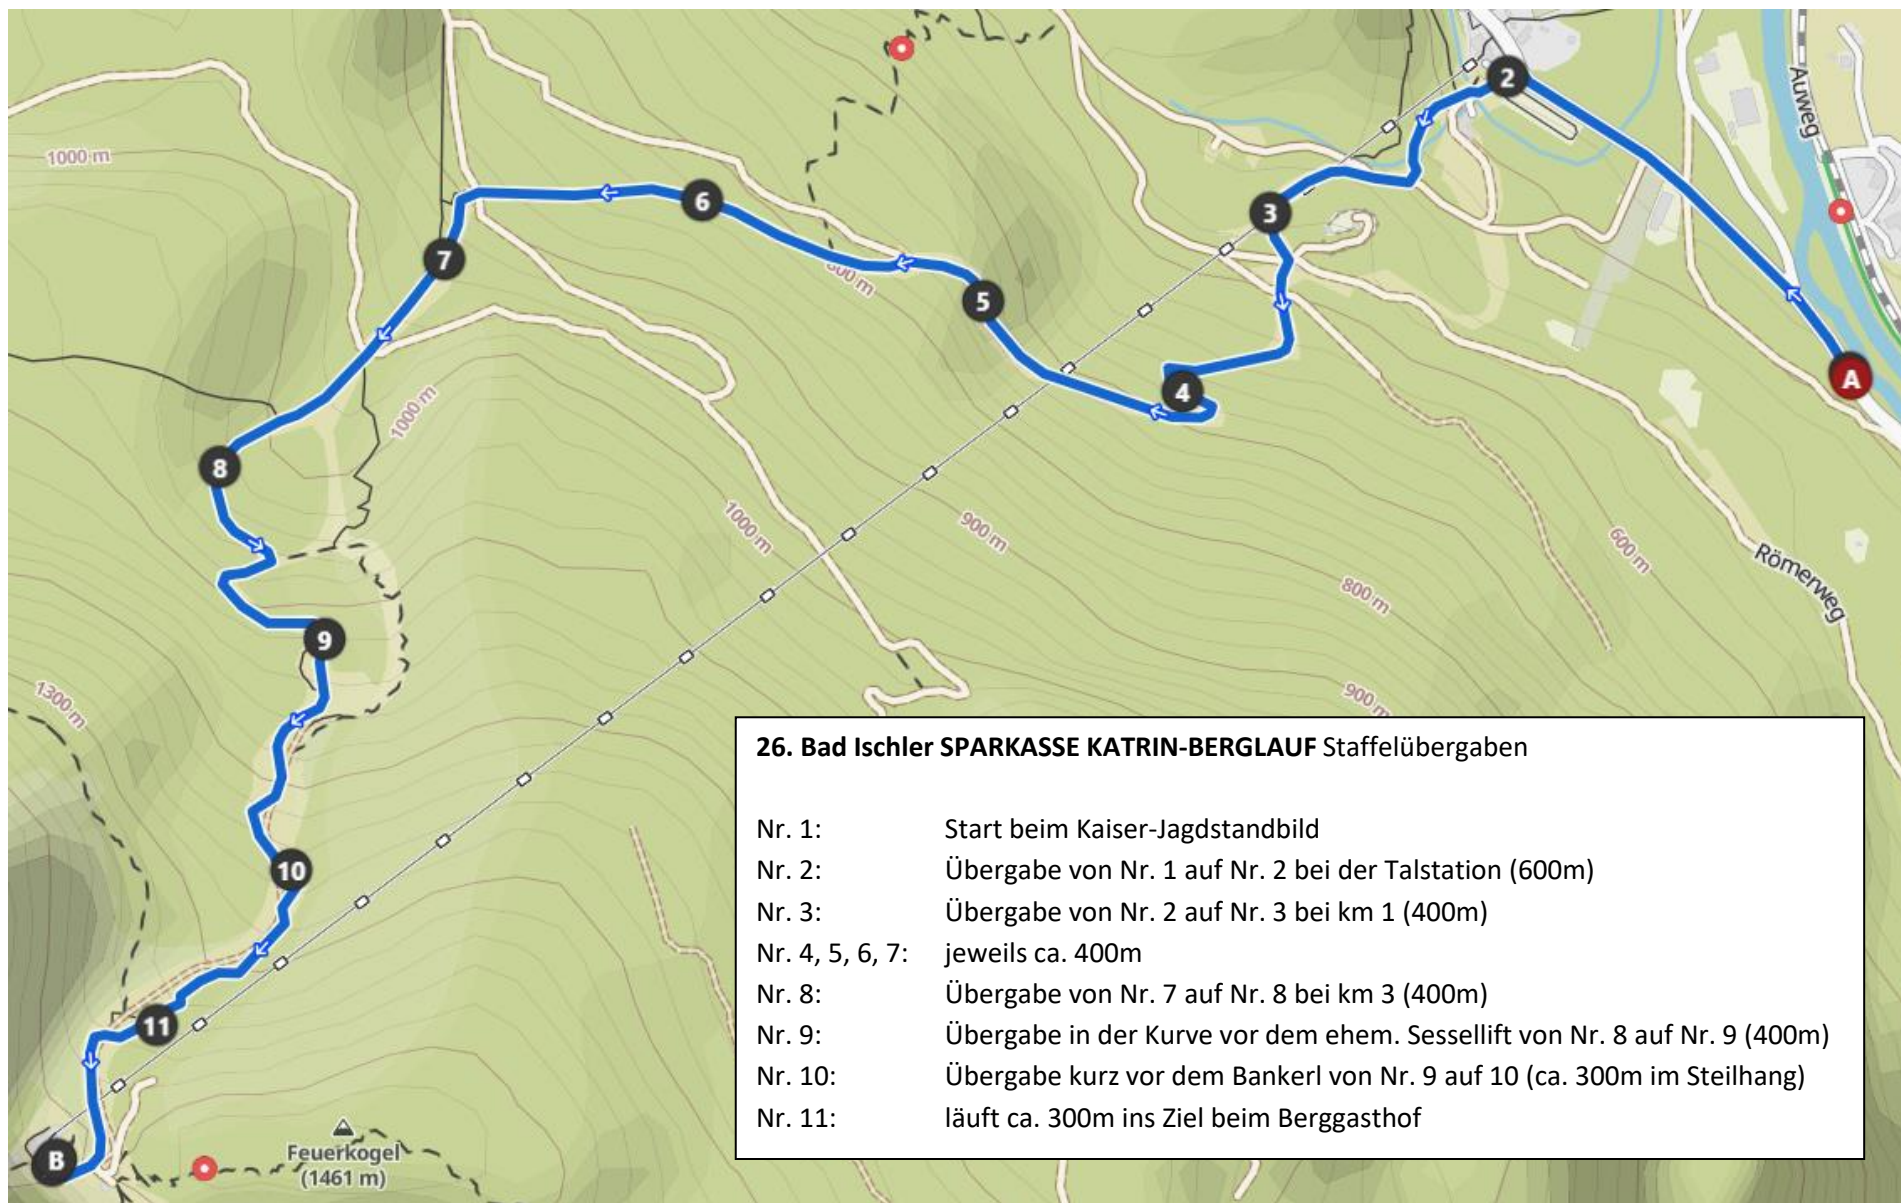 2
Auweg
1000 m
6
3
7
5
800 m
A
4
1000 m
8
1000 m
900 m
600 m
Römerweg
800 m
9
1300 m
900 m
26. Bad Ischler SPARKASSE KATRIN-BERGLAUF Staffelübergaben
Nr. 1: Start beim Kaiser-Jagdstandbild
Nr. 2: Übergabe von Nr. 1 auf Nr. 2 bei der Talstation (600m)
Nr. 3: Übergabe von Nr. 2 auf Nr. 3 bei km 1 (400m)
Nr. 4, 5, 6, 7: jeweils ca. 400m
Nr. 8: Übergabe von Nr. 7 auf Nr. 8 bei km 3 (400m)
Nr. 9: Übergabe in der Kurve vor dem ehem. Sessellift von Nr. 8 auf Nr. 9 (400m)
Nr. 10: Übergabe kurz vor dem Bankerl von Nr. 9 auf 10 (ca. 300m im Steilhang)
Nr. 11: läuft ca. 300m ins Ziel beim Berggasthof
10
11
B
Feuerkogel
(1461 m)